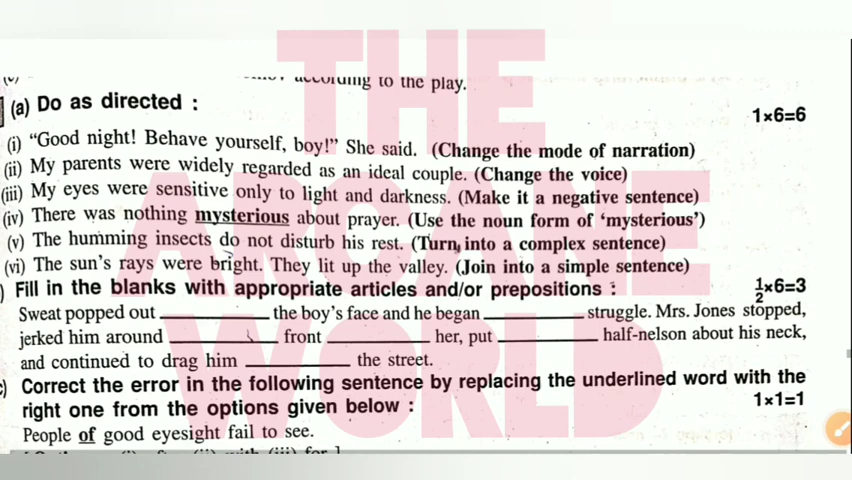 according to the play.
(a) Do as directed : 1×6=6
(i) “Good night! Behave yourself, boy!” She said. (Change the mode of narration)
(ii) My parents were widely regarded as an ideal couple. (Change the voice)
(iii) My eyes were sensitive only to light and darkness. (Make it a negative sentence)
(iv) There was nothing mysterious about prayer. (Use the noun form of ‘mysterious’)
(v) The humming insects do not disturb his rest. (Turn into a complex sentence)
(vi) The sun’s rays were bright. They lit up the valley. (Join into a simple sentence)
) Fill in the blanks with appropriate articles and/or prepositions : ½×6=3
Sweat popped out ________ the boy’s face and he began ________ struggle. Mrs. Jones stopped,
jerked him around ________ front ________ her, put ________ half-nelson about his neck,
and continued to drag him ________ the street.
c) Correct the error in the following sentence by replacing the underlined word with the
right one from the options given below : 1×1=1
People of good eyesight fail to see.
THE
ARCANE
WORLD